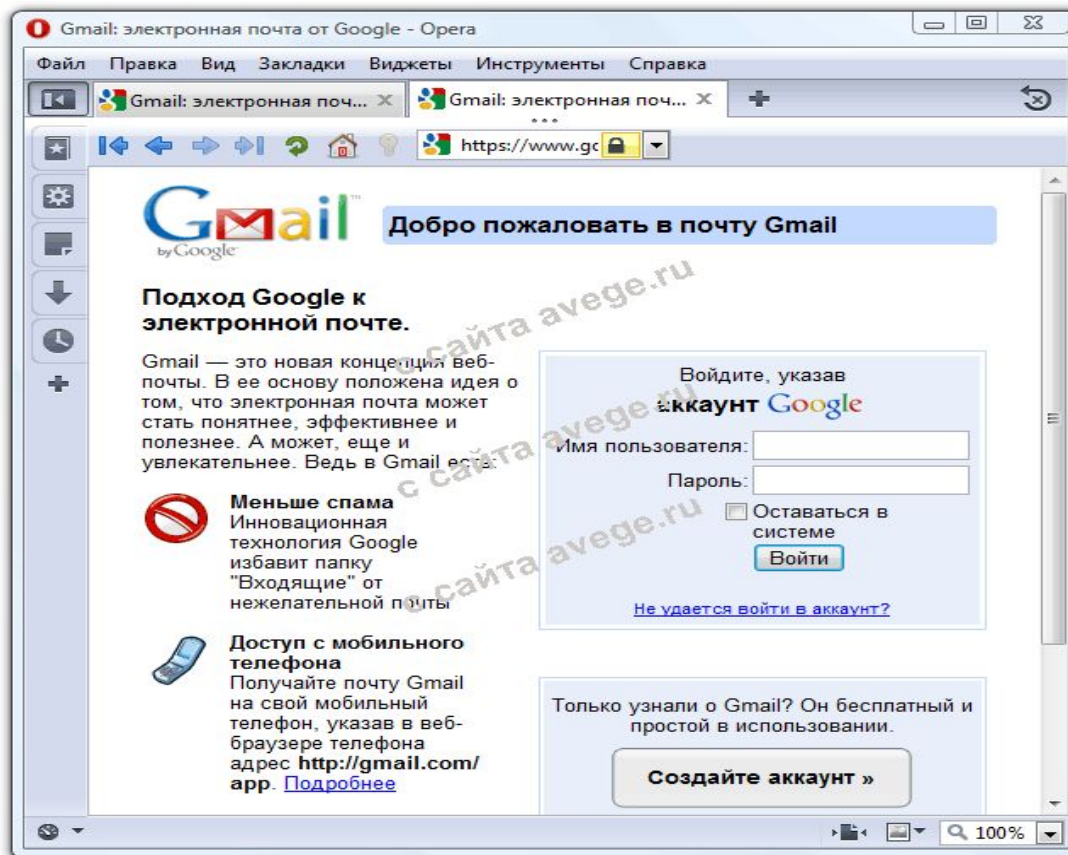 Gmail: электронная почта от Google - Opera
Файл Правка Вид Закладки Виджеты Инструменты Справка
Gmail: электронная поч...
Gmail: электронная поч...
https://www.gc
Gmail™
by Google
Добро пожаловать в почту Gmail
Подход Google к
электронной почте.
Gmail — это новая концепция веб-
почты. В ее основу положена идея о
том, что электронная почта может
стать понятнее, эффективнее и
полезнее. А может, еще и
увлекательнее. Ведь в Gmail есть:
Меньше спама
Инновационная
технология Google
избавит папку
"Входящие" от
нежелательной почты
Доступ с мобильного
телефона
Получайте почту Gmail
на свой мобильный
телефон, указав в веб-
браузере телефона
адрес http://gmail.com/
app. Подробнее
Войдите, указав
аккаунт Google
Имя пользователя:
Пароль:
Оставаться в
системе
Войти
Не удается войти в аккаунт?
Только узнали о Gmail? Он бесплатный и
простой в использовании.
Создайте аккаунт »
с сайта avege.ru
с сайта avege.ru
с сайта avege.ru
100%